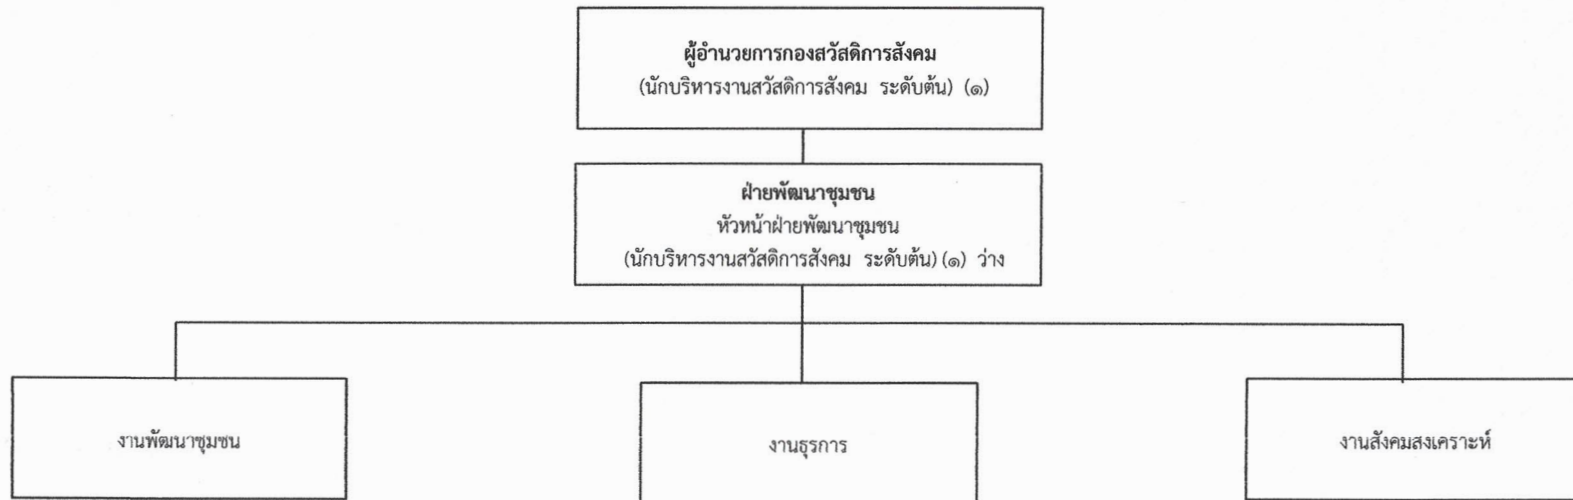 ผู้อำนวยการกองสวัสดิการสังคม
(นักบริหารงานสวัสดิการสังคม ระดับต้น) (๑)
ฝ่ายพัฒนาชุมชน
หัวหน้าฝ่ายพัฒนาชุมชน
(นักบริหารงานสวัสดิการสังคม ระดับต้น) (๑) ว่าง
งานพัฒนาชุมชน
งานธุรการ
งานสังคมสงเคราะห์